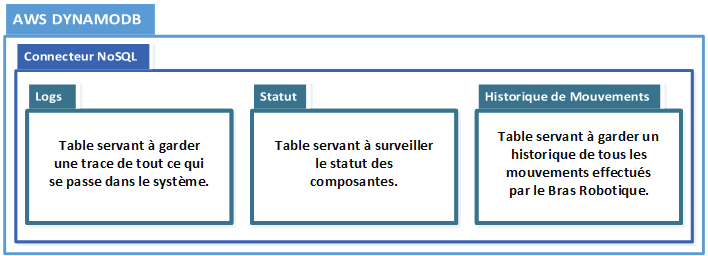 AWS DYNAMODB
Connecteur NoSQL
Logs
Table servant à garder
une trace de tout ce qui
se passe dans le système.
Statut
Table servant à surveiller
le statut des
composantes.
Historique de Mouvements
Table servant à garder un
historique de tous les
mouvements effectués
par le Bras Robotique.